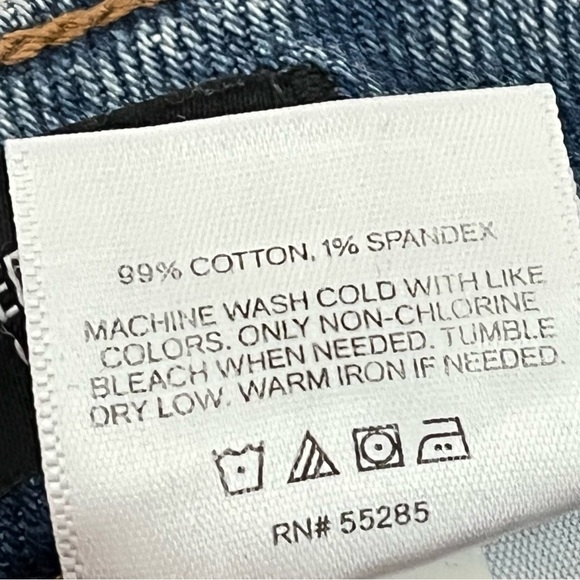 99% COTTON, 1% SPANDEX
MACHINE WASH COLD WITH LIKE
COLORS. ONLY NON-CHLORINE
BLEACH WHEN NEEDED. TUMBLE
DRY LOW. WARM IRON IF NEEDED.
RN# 55285